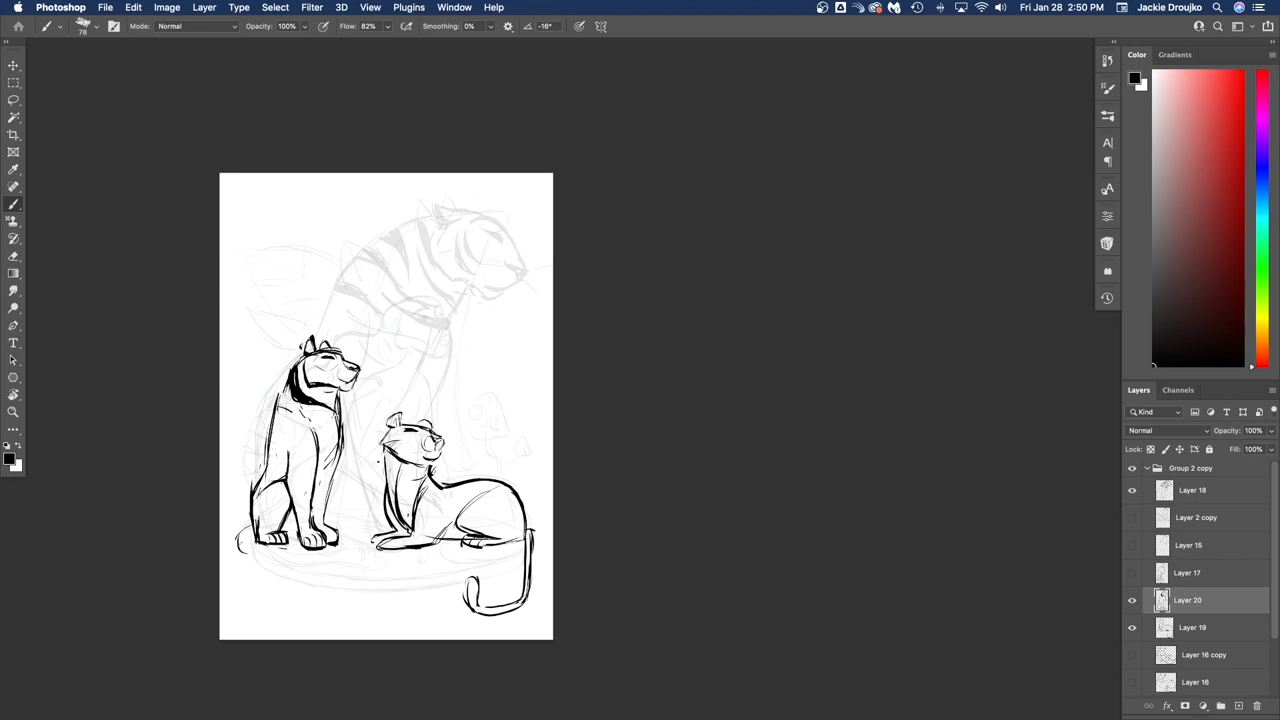 Photoshop File Edit Image Layer Type Select Filter 3D View Plugins Window Help Fri Jan 28 2:50 PM Jackie Droujko
78 Mode: Normal Opacity: 100% Flow: 82% Smoothing: 0% -16°
Color Gradients
Layers Channels
Kind
Normal Opacity: 100%
Lock: Fill: 100%
Group 2 copy
Layer 18
Layer 2 copy
Layer 15
Layer 17
Layer 20
Layer 19
Layer 16 copy
Layer 16